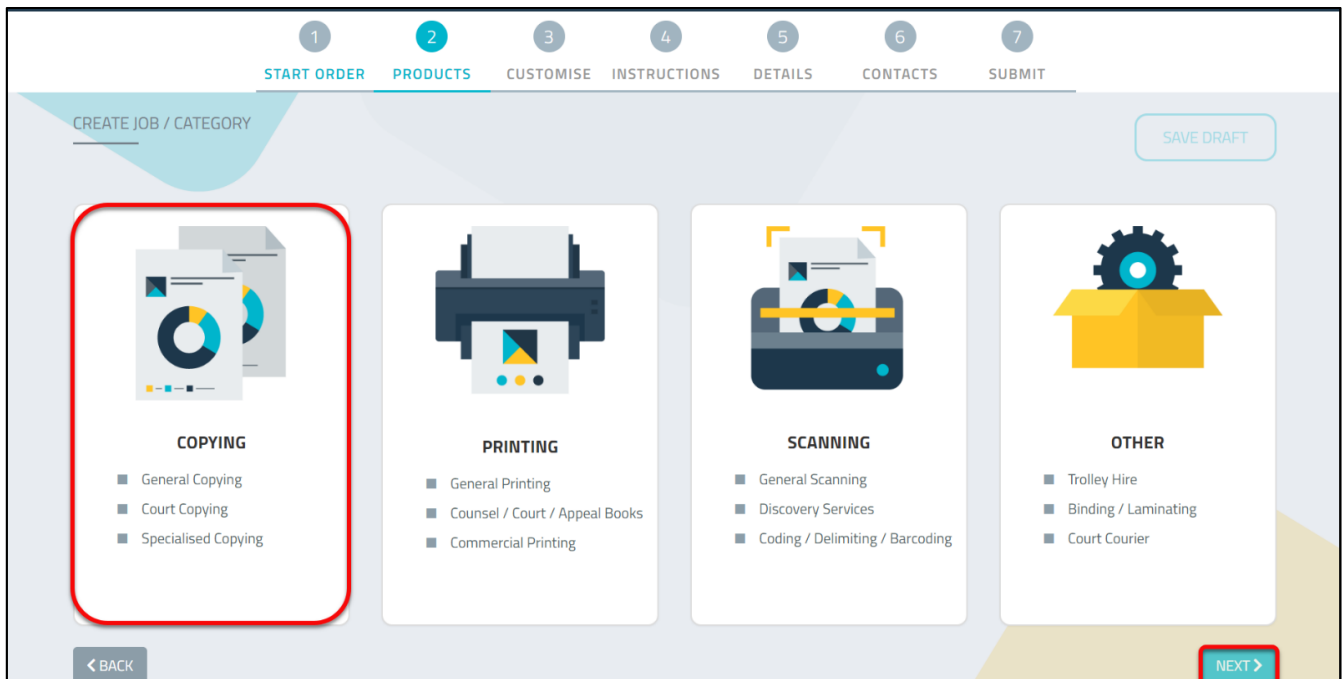 1 2 3 4 5 6 7
START ORDER PRODUCTS CUSTOMISE INSTRUCTIONS DETAILS CONTACTS SUBMIT
CREATE JOB / CATEGORY
SAVE DRAFT
COPYING
General Copying
Court Copying
Specialised Copying
PRINTING
General Printing
Counsel / Court / Appeal Books
Commercial Printing
SCANNING
General Scanning
Discovery Services
Coding / Delimiting / Barcoding
OTHER
Trolley Hire
Binding / Laminating
Court Courier
BACK
NEXT